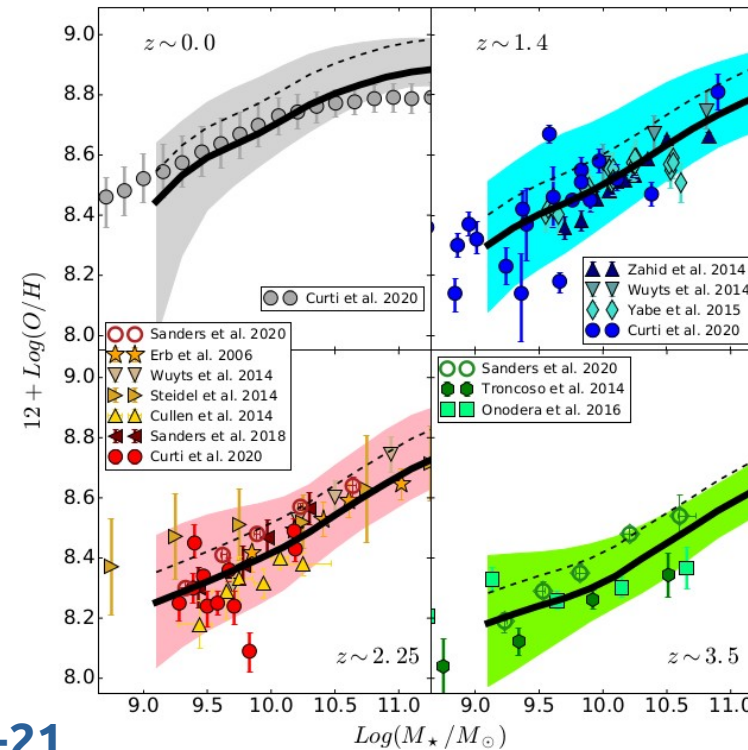 z~0.0
z~1.4
9.0
8.8
8.6
8.4
8.2
8.0
Curti et al. 2020
Zahid et al. 2014
Wuyts et al. 2014
Yabe et al. 2015
Curti et al. 2020
12 + Log(O/H)
Sanders et al. 2020
Erb et al. 2006
Wuyts et al. 2014
Steidel et al. 2014
Cullen et al. 2014
Sanders et al. 2018
Curti et al. 2020
Sanders et al. 2020
Troncoso et al. 2014
Onodera et al. 2016
9.0
8.8
8.6
8.4
8.2
8.0
z~2.25
z~3.5
9.0 9.5 10.0 10.5 11.0 9.0 9.5 10.0 10.5 11.0
Log(M⋆/M⊙)
-21